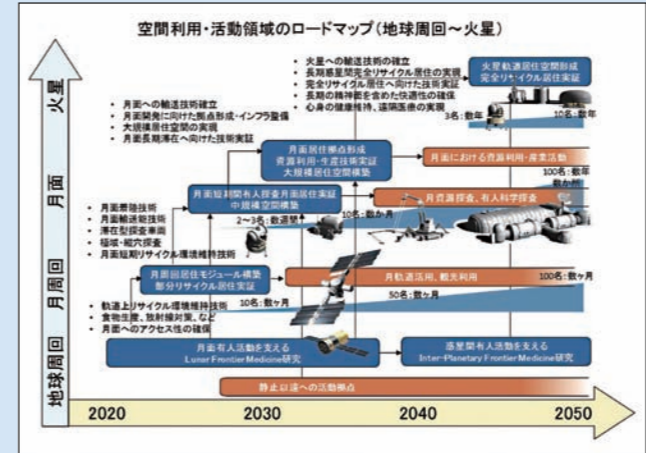 空間利用・活動領域のロードマップ（地球周回～火星）
火星
月面
月周回
地球周回
• 火星への輸送技術の確立
• 長期惑星間完全リサイクル居住の実現
• 完全リサイクル居住へ向けた技術実証
• 長期の精神面を含めた快適性の確保
• 心身の健康維持、遠隔医療の実現
火星軌道居住空間形成
完全リサイクル居住実証
3名：数年
10名：数年
• 月面への輸送技術確立
• 月面開発に向けた拠点形成・インフラ整備
• 大規模居住空間の実現
• 月面長期滞在へ向けた技術実証
月面居住拠点形成
資源利用・生産技術実証
大規模居住空間構築
月面における資源利用・産業活動
100名：数年
数か所
月面短期間有人探査月面居住実証
中規模空間構築
月資源探査、有人科学探査
2～3名：数週間
10名：数か月
• 月面着陸技術
• 月面輸送船技術
• 滞在型探査車両
• 極域・縦穴探査
• 月面短期リサイクル環境維持技術
月周回居住モジュール構築
部分リサイクル居住実証
月軌道活用、観光利用
10名：数ヶ月
50名：数ヶ月
100名：数ヶ月
• 軌道上リサイクル環境維持技術
• 食物生産、放射線対策、など
• 月面へのアクセス性の確保
月面有人活動を支える
Lunar Frontier Medicine研究
惑星間有人活動を支える
Inter-Planetary Frontier Medicine研究
静止以遠への活動拠点
2020
2030
2040
2050